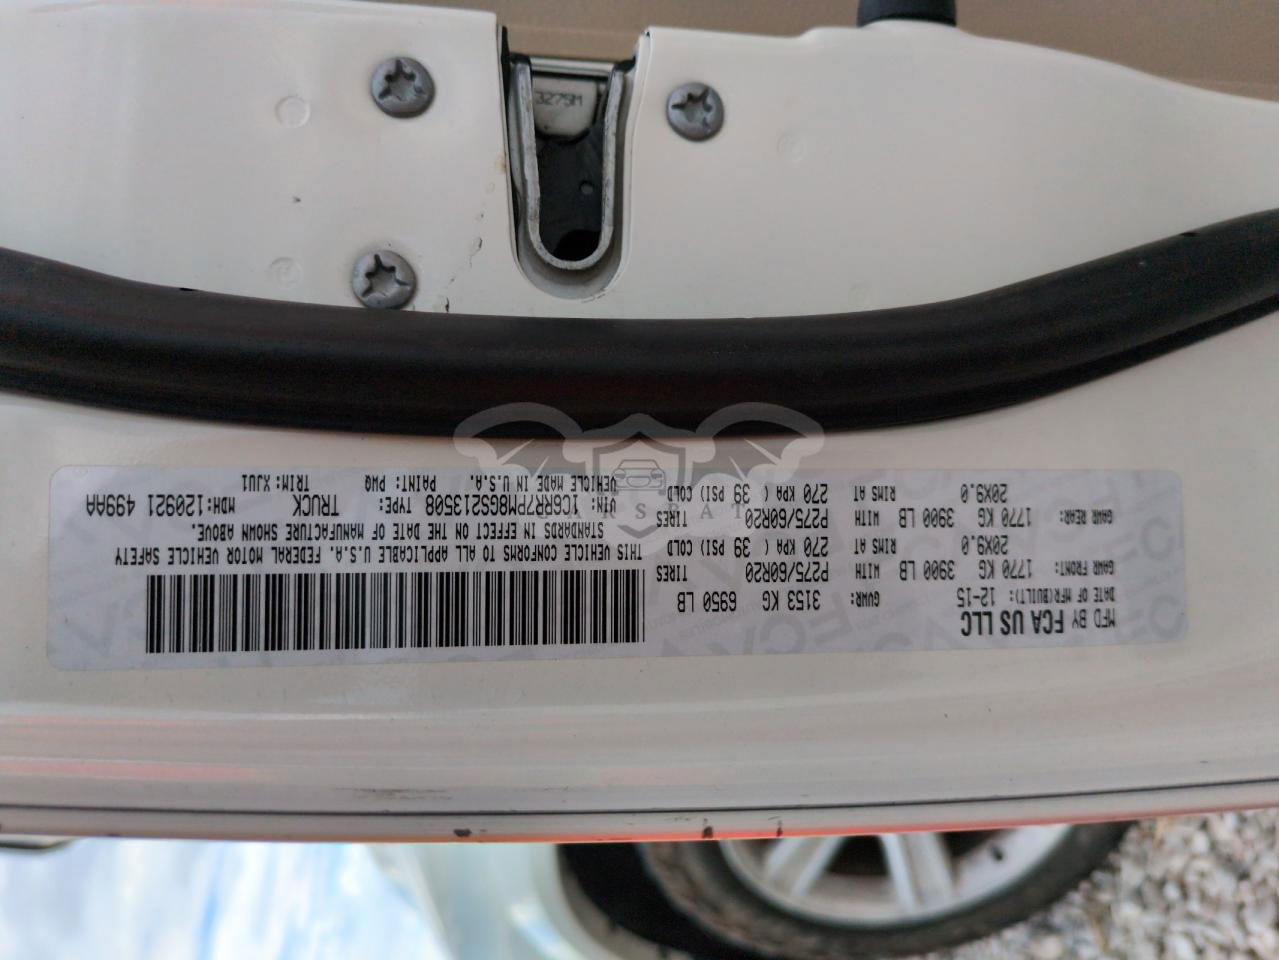 3275M
CARSBAT
MFD BY FCA US LLC
DATE OF MFR(BUILT): 12-15 GVWR: 3153 KG 6950 LB
GAWR FRONT: 1770 KG 3900 LB WITH P275/60R20 TIRES
20X9.0 RIMS AT 270 KPA ( 39 PSI) COLD
GAWR REAR: 1770 KG 3900 LB WITH P275/60R20 TIRES
20X9.0 RIMS AT 270 KPA ( 39 PSI) COLD
THIS VEHICLE CONFORMS TO ALL APPLICABLE U.S.A. FEDERAL MOTOR VEHICLE SAFETY
STANDARDS IN EFFECT ON THE DATE OF MANUFACTURE SHOWN ABOVE.
VIN: 1C6RR7PM8GS213508 TYPE: TRUCK MDH:120921 499AA
VEHICLE MADE IN U.S.A. PAINT: PWQ TRIM: XJU1